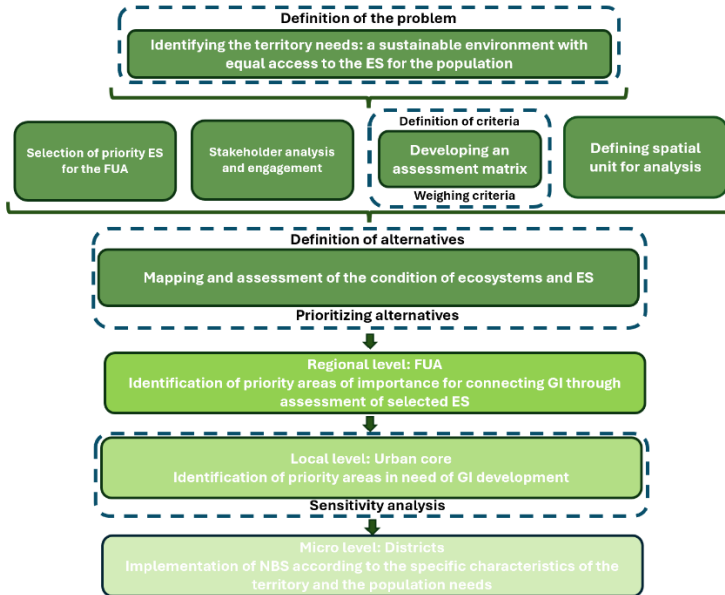 Definition of the problem
Identifying the territory needs: a sustainable environment with
equal access to the ES for the population
Selection of priority ES
for the FUA
Stakeholder analysis
and engagement
Definition of criteria
Developing an
assessment matrix
Weighing criteria
Defining spatial
unit for analysis
Definition of alternatives
Mapping and assessment of the condition of ecosystems and ES
Prioritizing alternatives
Regional level: FUA
Identification of priority areas of importance for connecting GI through
assessment of selected ES
Local level: Urban core
Identification of priority areas in need of GI development
Sensitivity analysis
Micro level: Districts
Implementation of NBS according to the specific characteristics of the
territory and the population needs